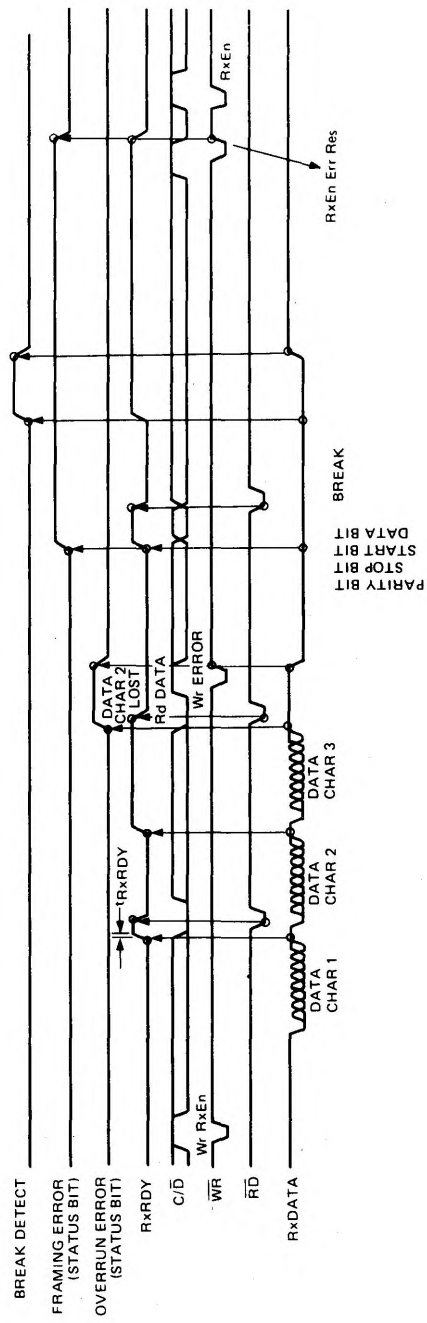 BREAK DETECT
FRAMING ERROR
(STATUS BIT)
OVERRUN ERROR
(STATUS BIT)
DATA
CHAR 2
LOST
tRxRDY
RxRDY
Rd DATA
C/D̅
Wr RxEn
Wr ERROR
RxEn
W̅R̅
RxEn Err Res
R̅D̅
RxDATA
DATA
CHAR 1
DATA
CHAR 2
DATA
CHAR 3
PARITY BIT
STOP BIT
START BIT
DATA BIT
BREAK